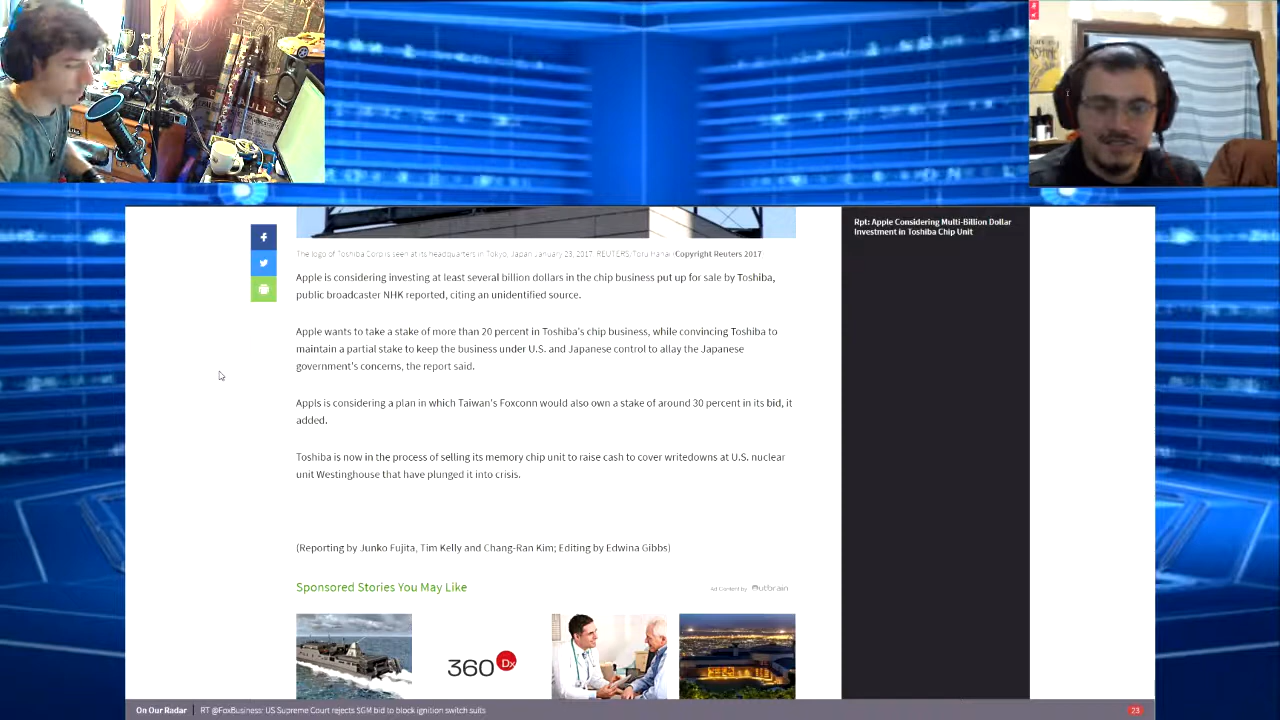 Rpt: Apple Considering Multi-Billion Dollar
Investment in Toshiba Chip Unit
f
The logo of Toshiba Corp is seen at its headquarters in Tokyo, Japan January 23, 2017. REUTERS/Toru Hanai Copyright Reuters 2017
Apple is considering investing at least several billion dollars in the chip business put up for sale by Toshiba,
public broadcaster NHK reported, citing an unidentified source.
Apple wants to take a stake of more than 20 percent in Toshiba's chip business, while convincing Toshiba to
maintain a partial stake to keep the business under U.S. and Japanese control to allay the Japanese
government's concerns, the report said.
Appls is considering a plan in which Taiwan's Foxconn would also own a stake of around 30 percent in its bid, it
added.
Toshiba is now in the process of selling its memory chip unit to raise cash to cover writedowns at U.S. nuclear
unit Westinghouse that have plunged it into crisis.
(Reporting by Junko Fujita, Tim Kelly and Chang-Ran Kim; Editing by Edwina Gibbs)
Sponsored Stories You May Like
Ad Content by Outbrain
360 Dx
On Our Radar RT @FoxBusiness: US Supreme Court rejects $GM bid to block ignition switch suits
23